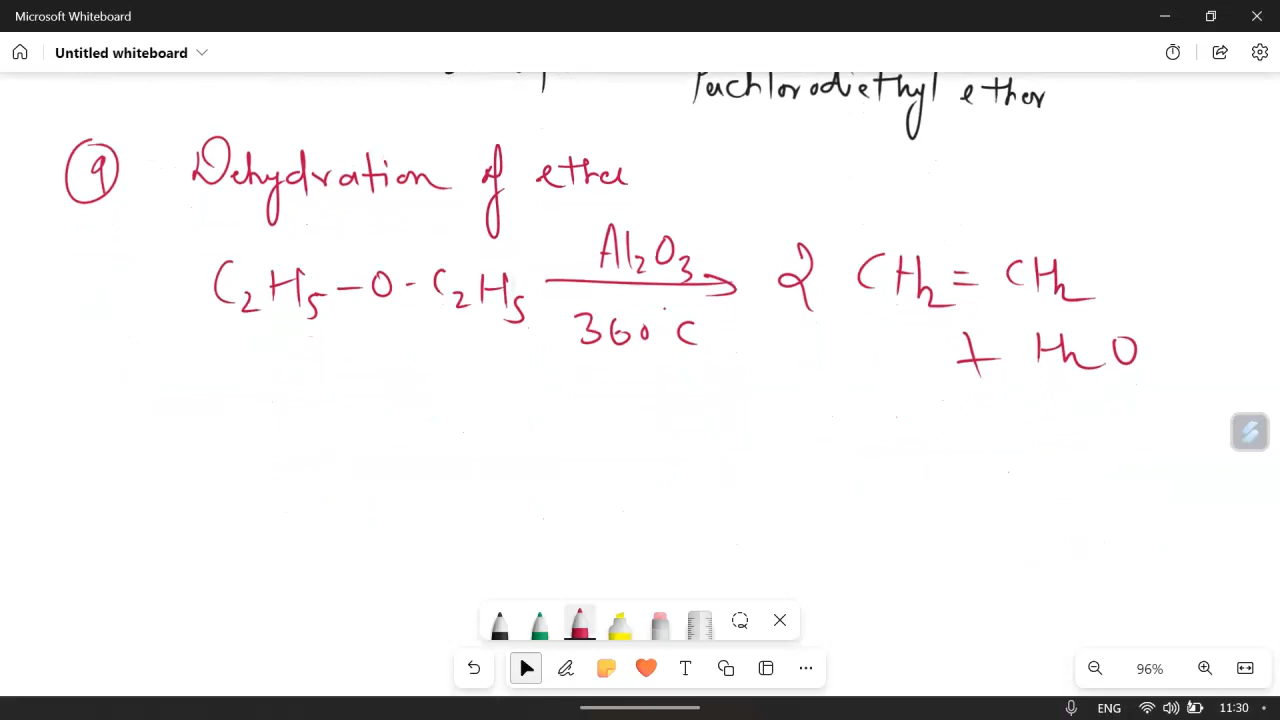 Microsoft Whiteboard
Untitled whiteboard
Perchlorodiethyl ether
9 Dehydration of ether
C2H5-O-C2H5 Al2O3 360°C → 2 CH2=CH2
+ H2O
96%
ENG 11:30